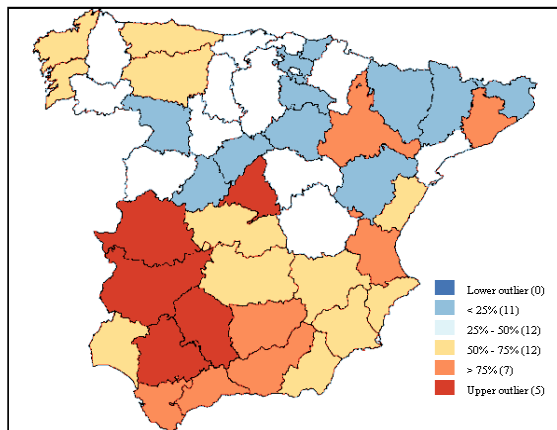 Lower outlier (0)
< 25% (11)
25% - 50% (12)
50% - 75% (12)
> 75% (7)
Upper outlier (5)